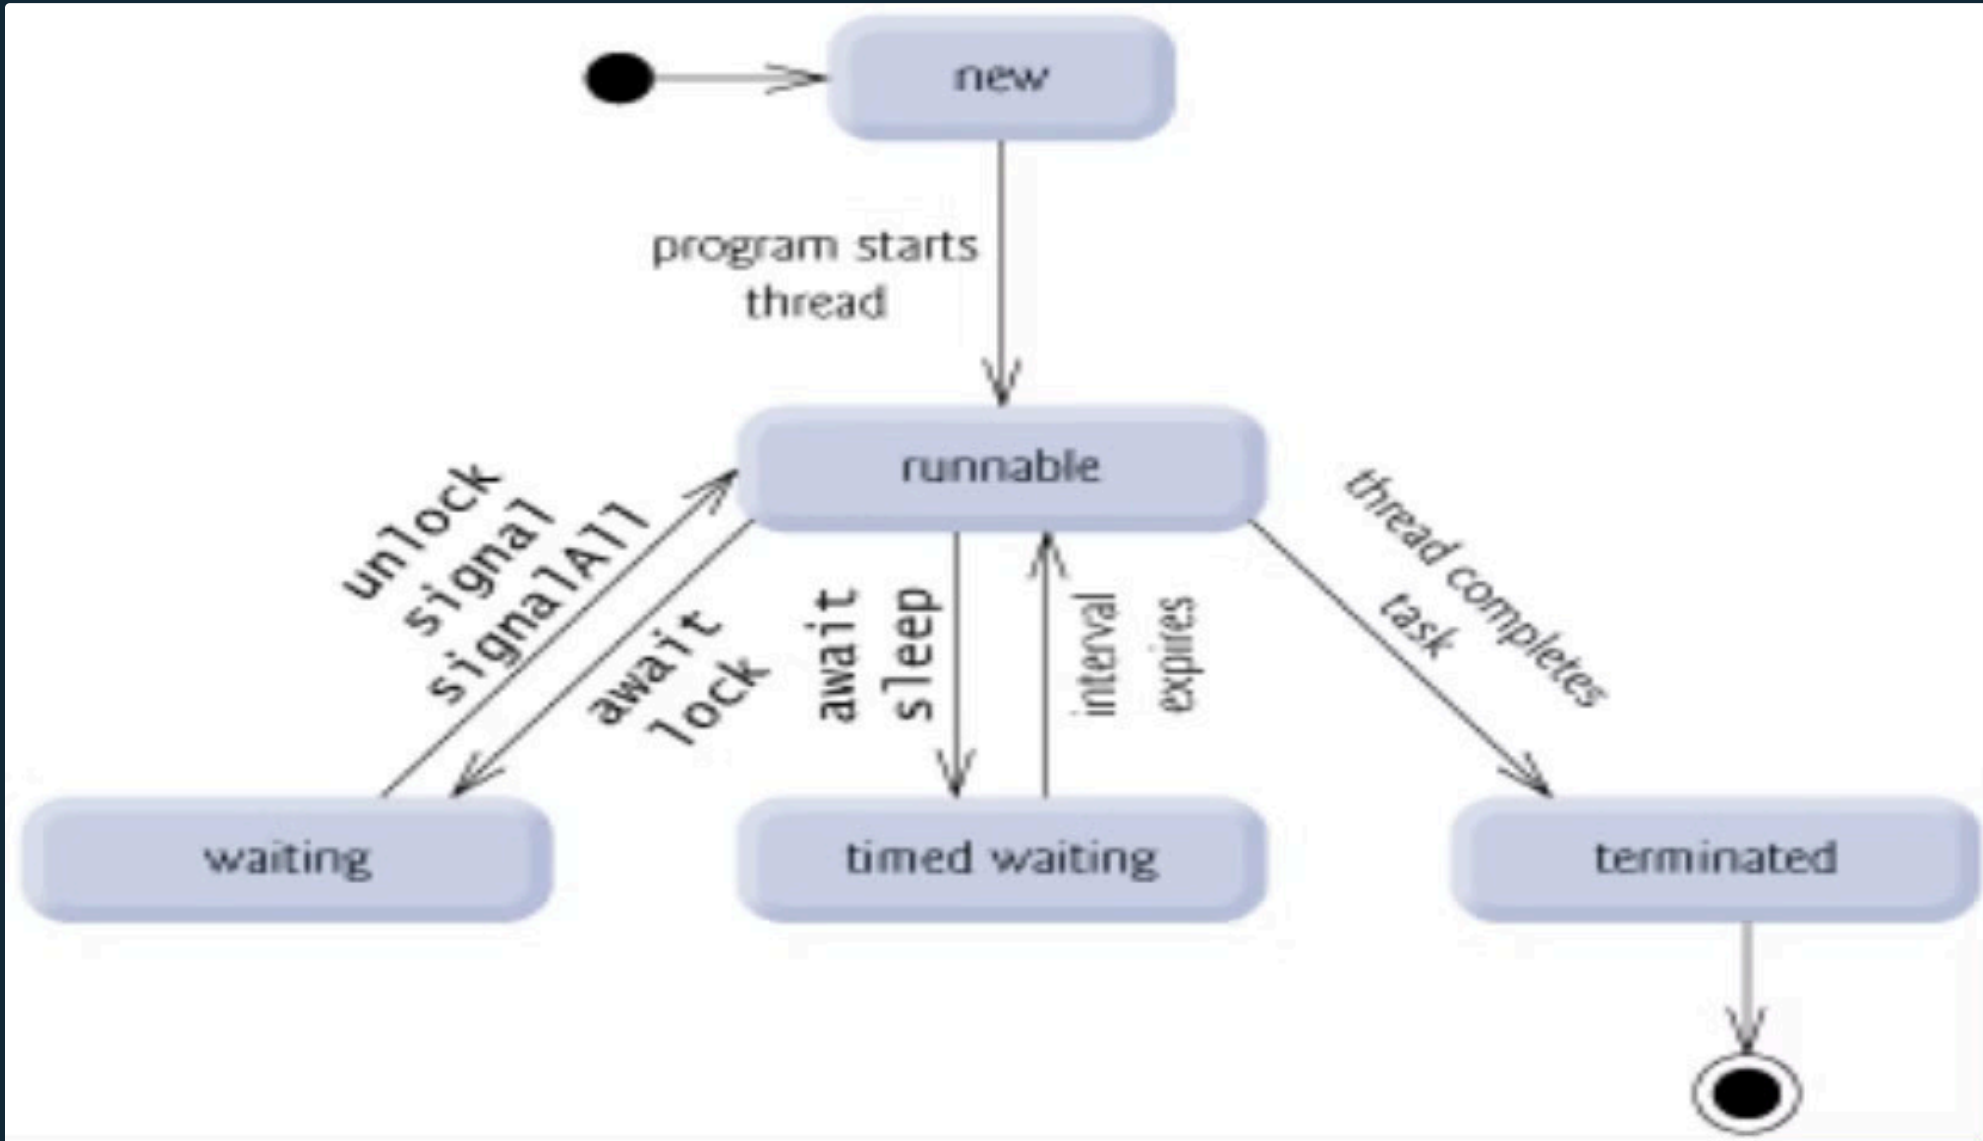 new
program starts
thread
runnable
unlock
signal
signalAll
await
lock
await
sleep
interval
expires
thread completes
task
waiting
timed waiting
terminated